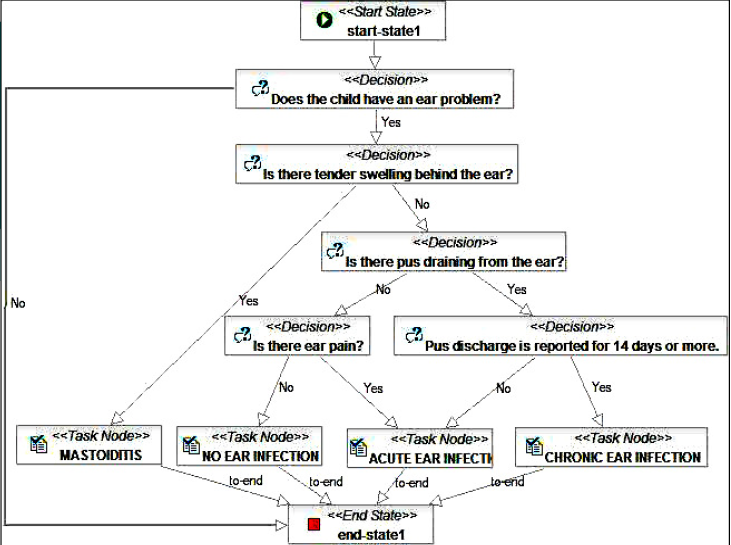 <<Start State>>
start-state1
<<Decision>>
Does the child have an ear problem?
Yes
<<Decision>>
Is there tender swelling behind the ear?
No
<<Decision>>
Is there pus draining from the ear?
No
Yes
No
Yes
<<Decision>>
Is there ear pain?
<<Decision>>
Pus discharge is reported for 14 days or more.
No
Yes
No
Yes
<<Task Node>>
MASTOIDITIS
<<Task Node>>
NO EAR INFECTION
<<Task Node>>
ACUTE EAR INFECTI
<<Task Node>>
CHRONIC EAR INFECTION
to-end
to-end
to-end
to-end
<<End State>>
end-state1